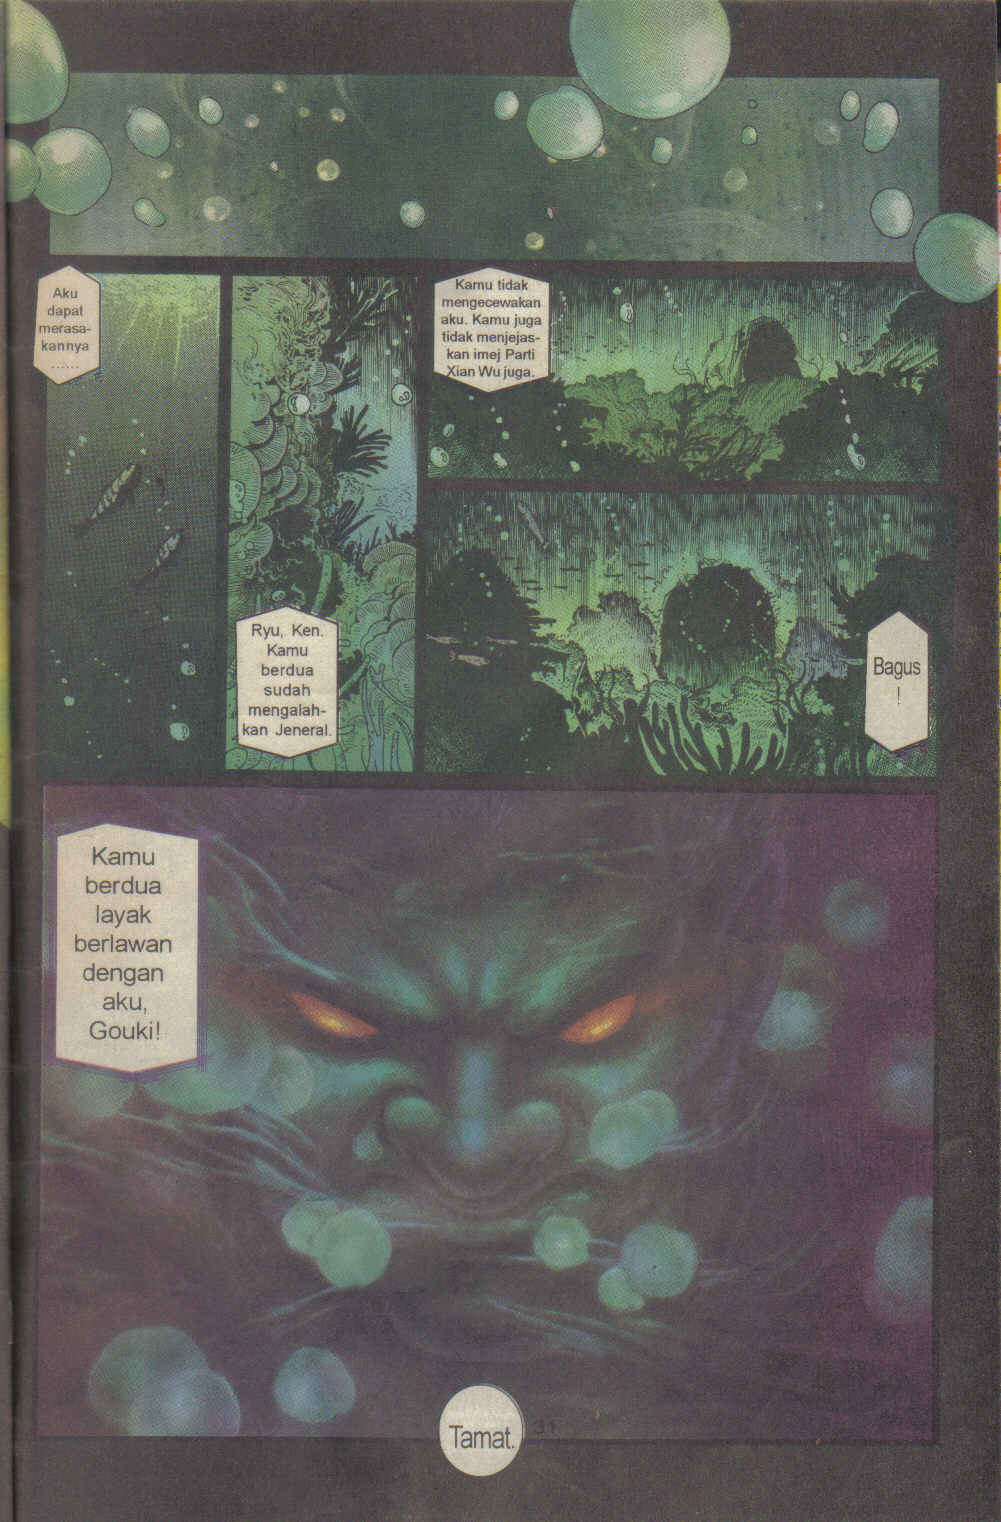 Aku
dapat
merasa-
kannya
......
Ryu, Ken.
Kamu
berdua
sudah
mengalah-
kan Jeneral.
Kamu tidak
mengecewakan
aku. Kamu juga
tidak menjejas-
kan imej Parti
Xian Wu juga.
Bagus
!
Kamu
berdua
layak
berlawan
dengan
aku,
Gouki!
Tamat.
31